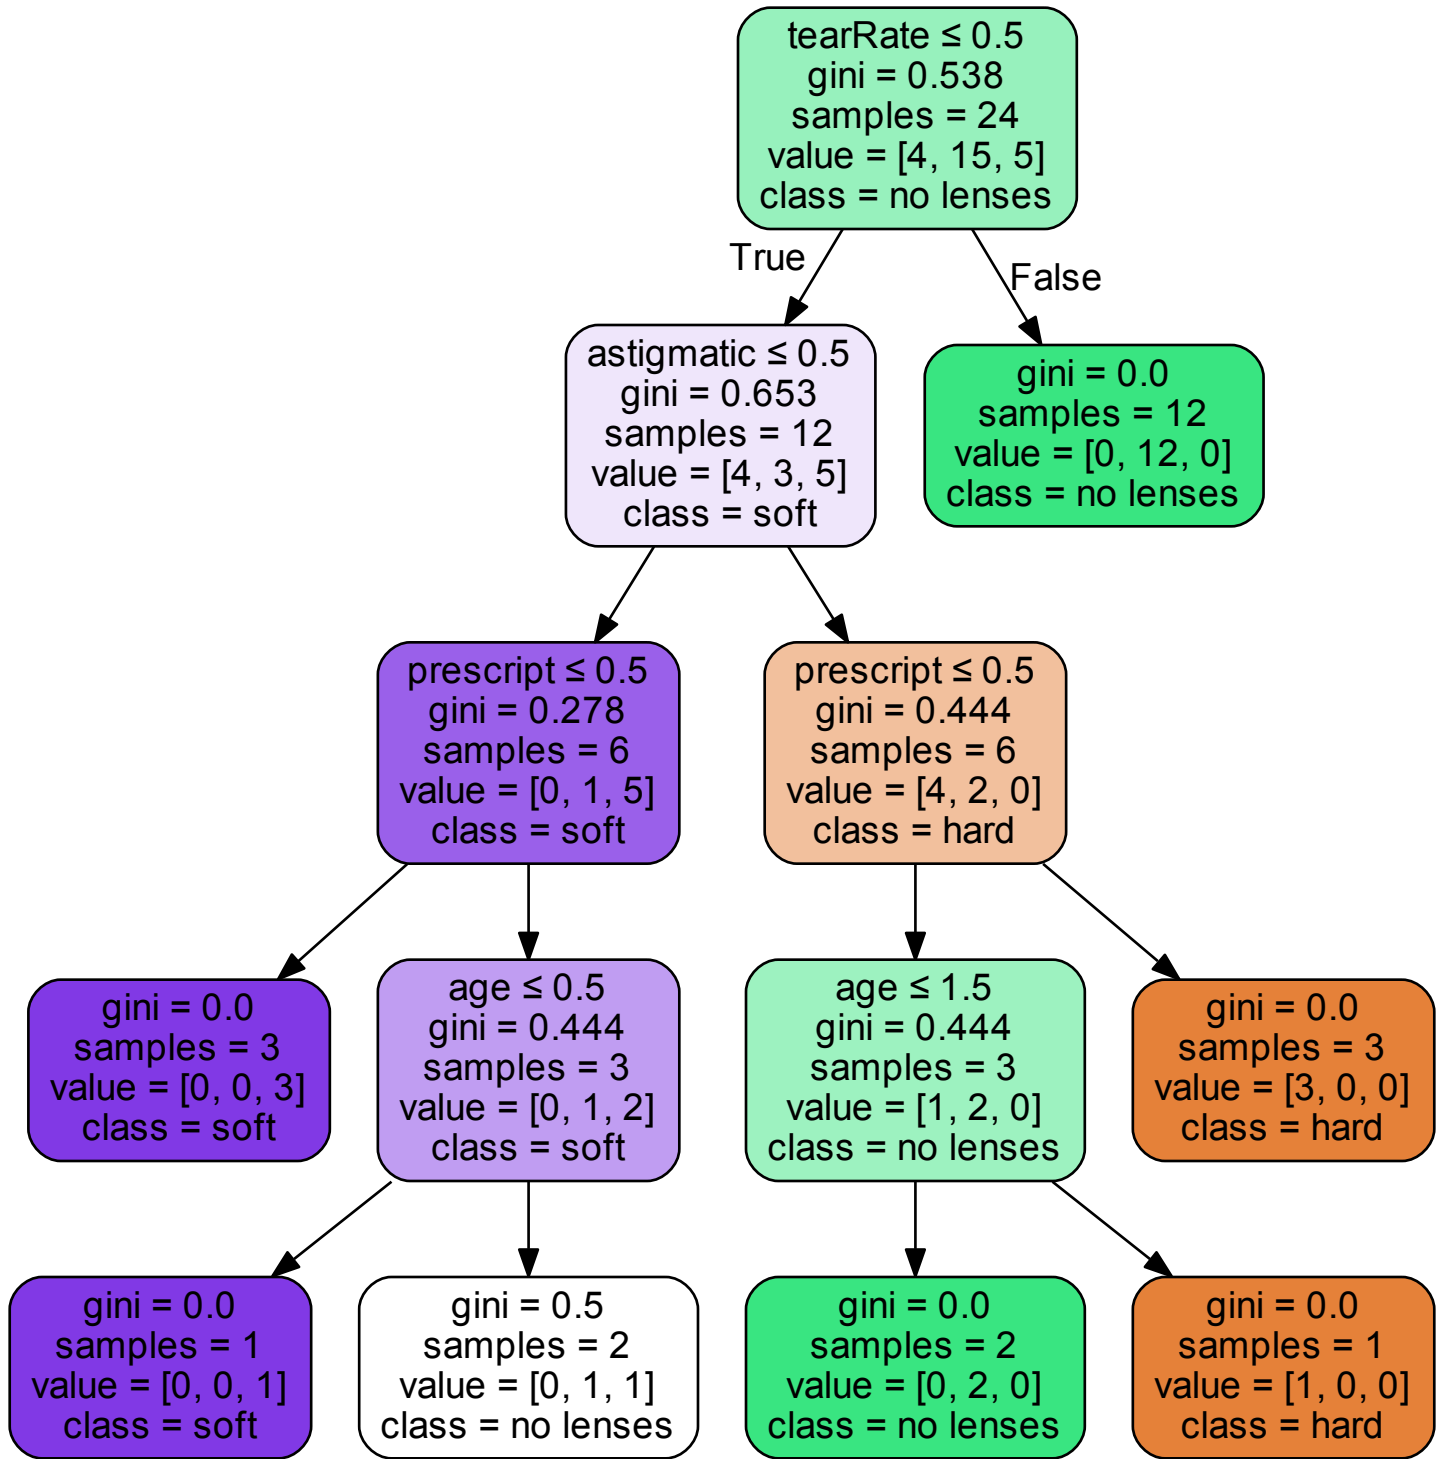 tearRate ≤ 0.5
gini = 0.538
samples = 24
value = [4, 15, 5]
class = no lenses
True
False
astigmatic ≤ 0.5
gini = 0.653
samples = 12
value = [4, 3, 5]
class = soft
gini = 0.0
samples = 12
value = [0, 12, 0]
class = no lenses
prescript ≤ 0.5
gini = 0.278
samples = 6
value = [0, 1, 5]
class = soft
prescript ≤ 0.5
gini = 0.444
samples = 6
value = [4, 2, 0]
class = hard
gini = 0.0
samples = 3
value = [0, 0, 3]
class = soft
age ≤ 0.5
gini = 0.444
samples = 3
value = [0, 1, 2]
class = soft
age ≤ 1.5
gini = 0.444
samples = 3
value = [1, 2, 0]
class = no lenses
gini = 0.0
samples = 3
value = [3, 0, 0]
class = hard
gini = 0.0
samples = 1
value = [0, 0, 1]
class = soft
gini = 0.5
samples = 2
value = [0, 1, 1]
class = no lenses
gini = 0.0
samples = 2
value = [0, 2, 0]
class = no lenses
gini = 0.0
samples = 1
value = [1, 0, 0]
class = hard